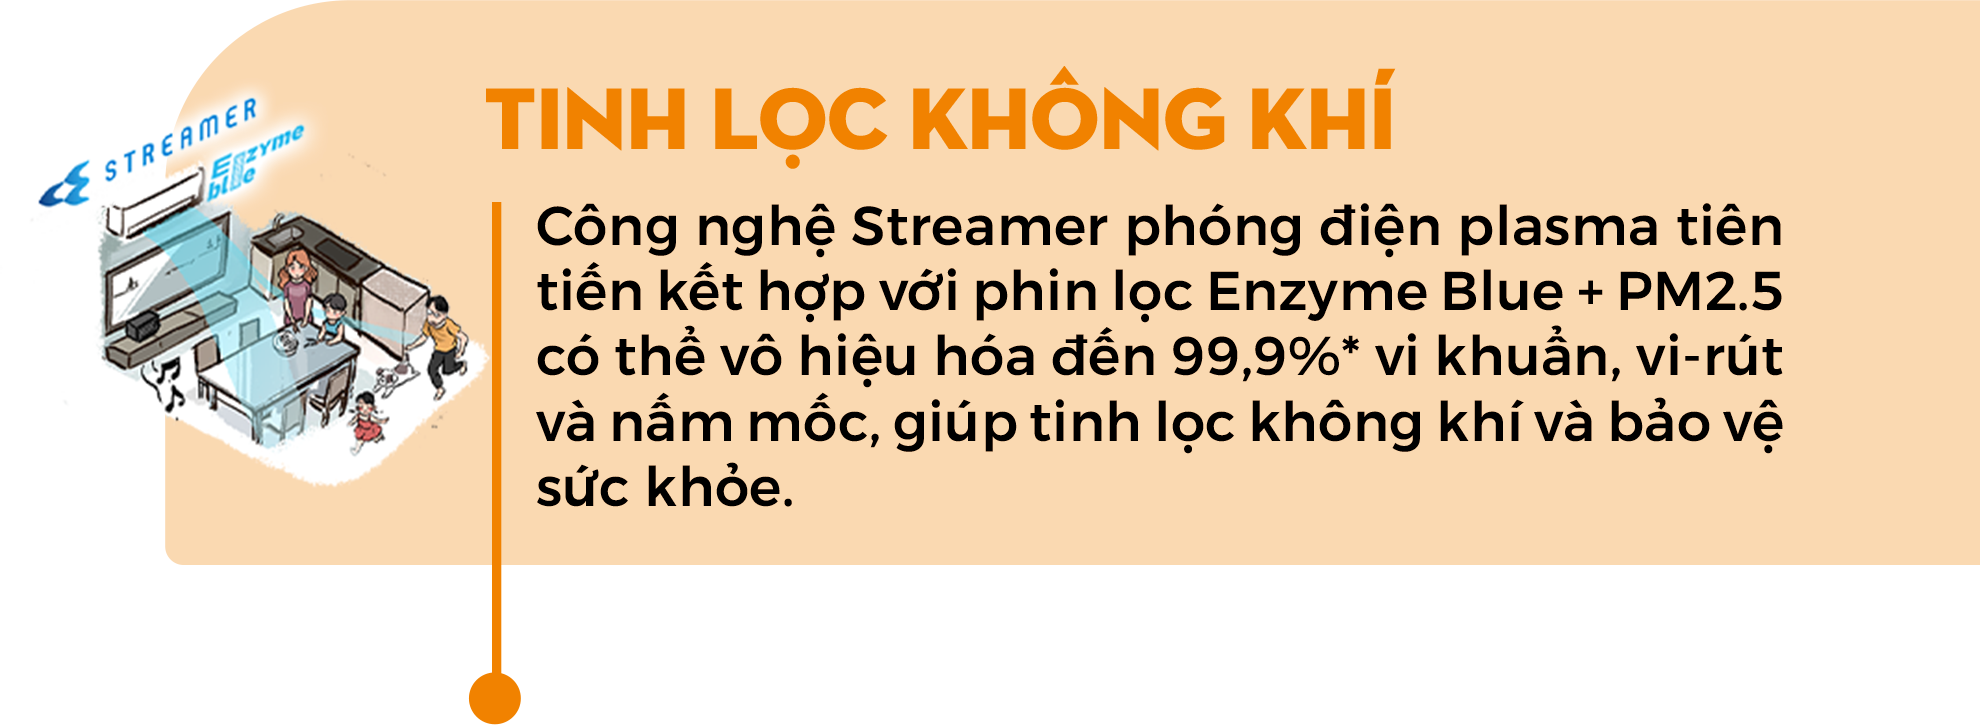 STREAMER
Enzyme
blue
TINH LỌC KHÔNG KHÍ
Công nghệ Streamer phóng điện plasma tiên
tiến kết hợp với phin lọc Enzyme Blue + PM2.5
có thể vô hiệu hóa đến 99,9%* vi khuẩn, vi-rút
và nấm mốc, giúp tinh lọc không khí và bảo vệ
sức khỏe.